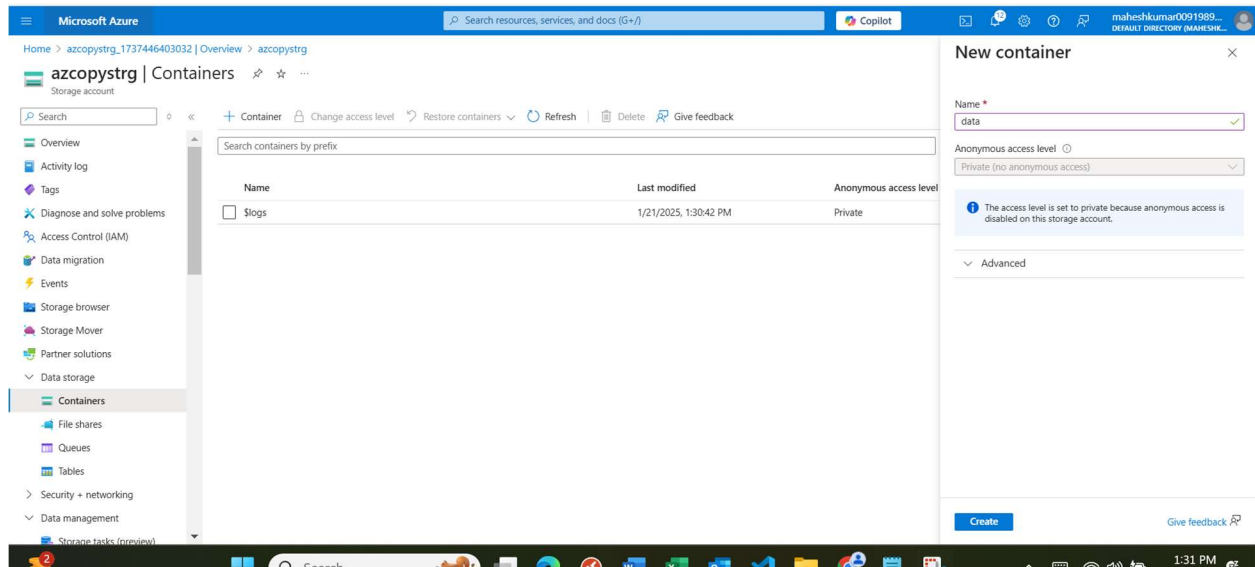 Microsoft Azure
Search resources, services, and docs (G+/)
Copilot
12
maheshkumar0091989...
DEFAULT DIRECTORY (MAHESHK...
Home > azcopystrg_1737446403032 | Overview > azcopystrg
azcopystrg | Containers
Storage account
Search
Container
Change access level
Restore containers
Refresh
Delete
Give feedback
Overview
Activity log
Tags
Diagnose and solve problems
Access Control (IAM)
Data migration
Events
Storage browser
Storage Mover
Partner solutions
Data storage
Containers
File shares
Queues
Tables
Security + networking
Data management
Storage tasks (preview)
Search containers by prefix
Name Last modified Anonymous access level
$logs 1/21/2025, 1:30:42 PM Private
New container
Name *
data
Anonymous access level
Private (no anonymous access)
The access level is set to private because anonymous access is
disabled on this storage account.
Advanced
Create
Give feedback
2
Search
1:31 PM